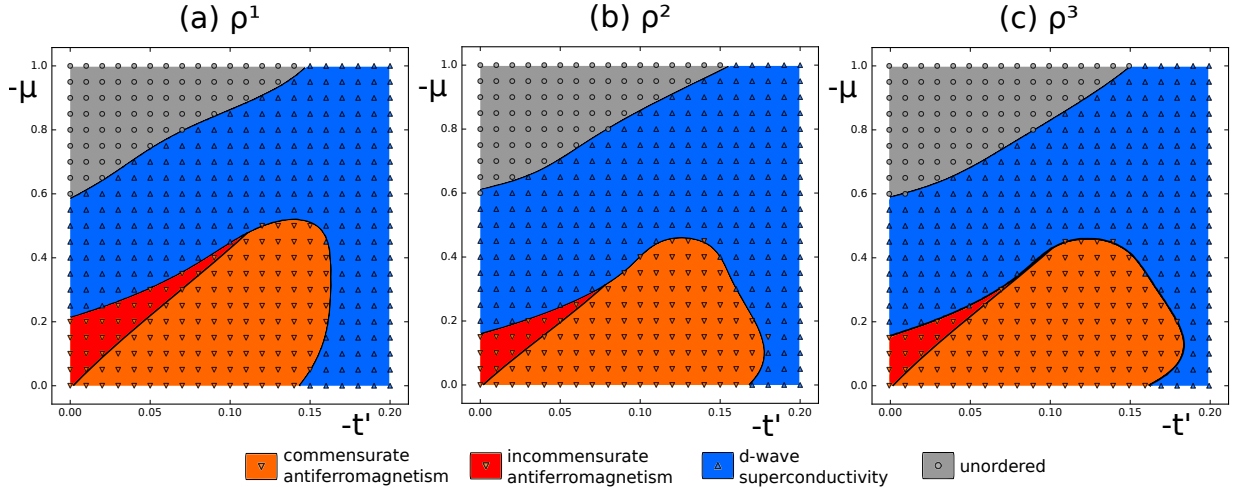 (a) ρ¹
(b) ρ²
(c) ρ³
-μ
1.0
0.8
0.6
0.4
0.2
0.0
0.00
0.05
0.10
0.15
0.20
-t'
-μ
1.0
0.8
0.6
0.4
0.2
0.0
0.00
0.05
0.10
0.15
0.20
-t'
-μ
1.0
0.8
0.6
0.4
0.2
0.0
0.00
0.05
0.10
0.15
0.20
-t'
commensurate
antiferromagnetism
incommensurate
antiferromagnetism
d-wave
superconductivity
unordered